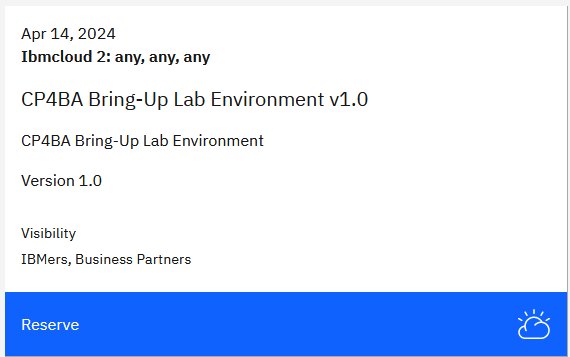 Apr 14, 2024
Ibmcloud 2: any, any, any
CP4BA Bring-Up Lab Environment v1.0
CP4BA Bring-Up Lab Environment
Version 1.0
Visibility
IBMers, Business Partners
Reserve